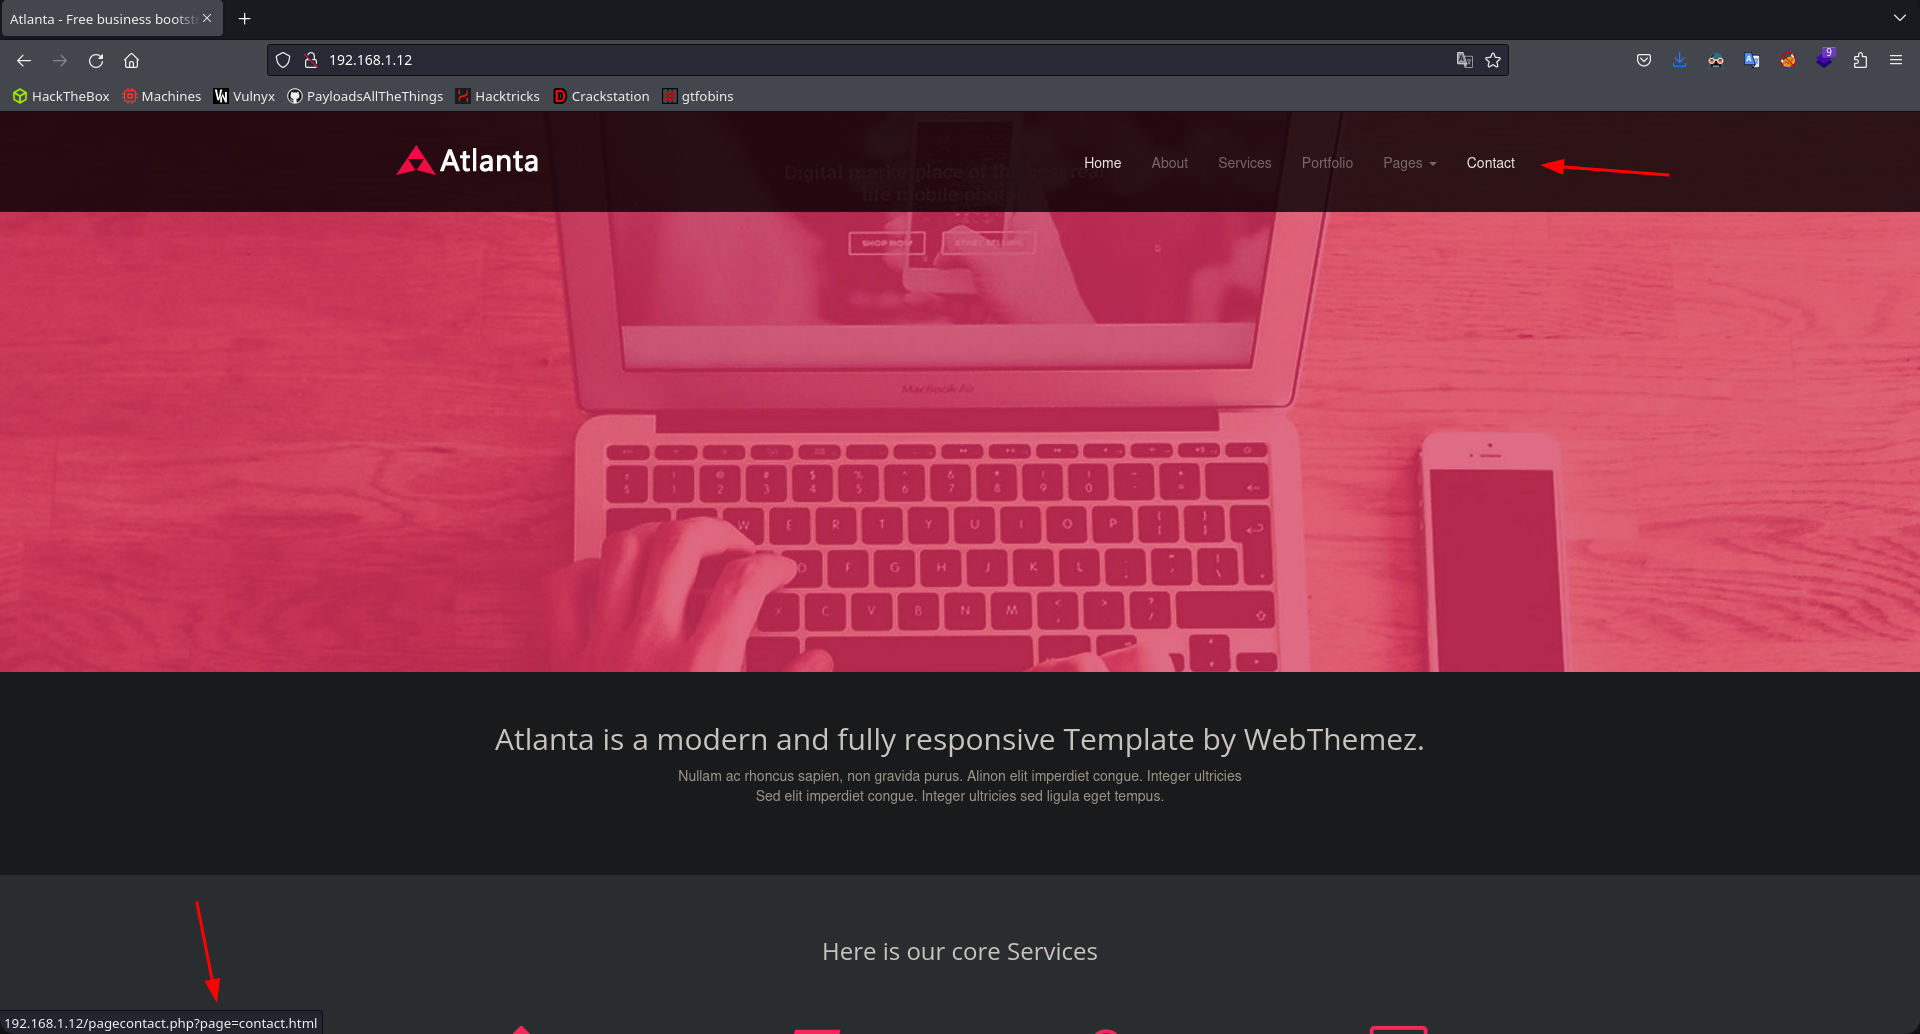 Atlanta - Free business bootst
192.168.1.12
9
HackTheBox Machines Vulnyx PayloadsAllTheThings Hacktricks Crackstation gtfobins
Atlanta
Home About Services Portfolio Pages Contact
Digital marketplace of the best real
life mobile photos
SHOP NOW START SELLING
Macbook Air
W E R T Y U I O P
D F G H J K L
X C V B N M
Atlanta is a modern and fully responsive Template by WebThemez.
Nullam ac rhoncus sapien, non gravida purus. Alinon elit imperdiet congue. Integer ultricies
Sed elit imperdiet congue. Integer ultricies sed ligula eget tempus.
Here is our core Services
192.168.1.12/pagecontact.php?page=contact.html